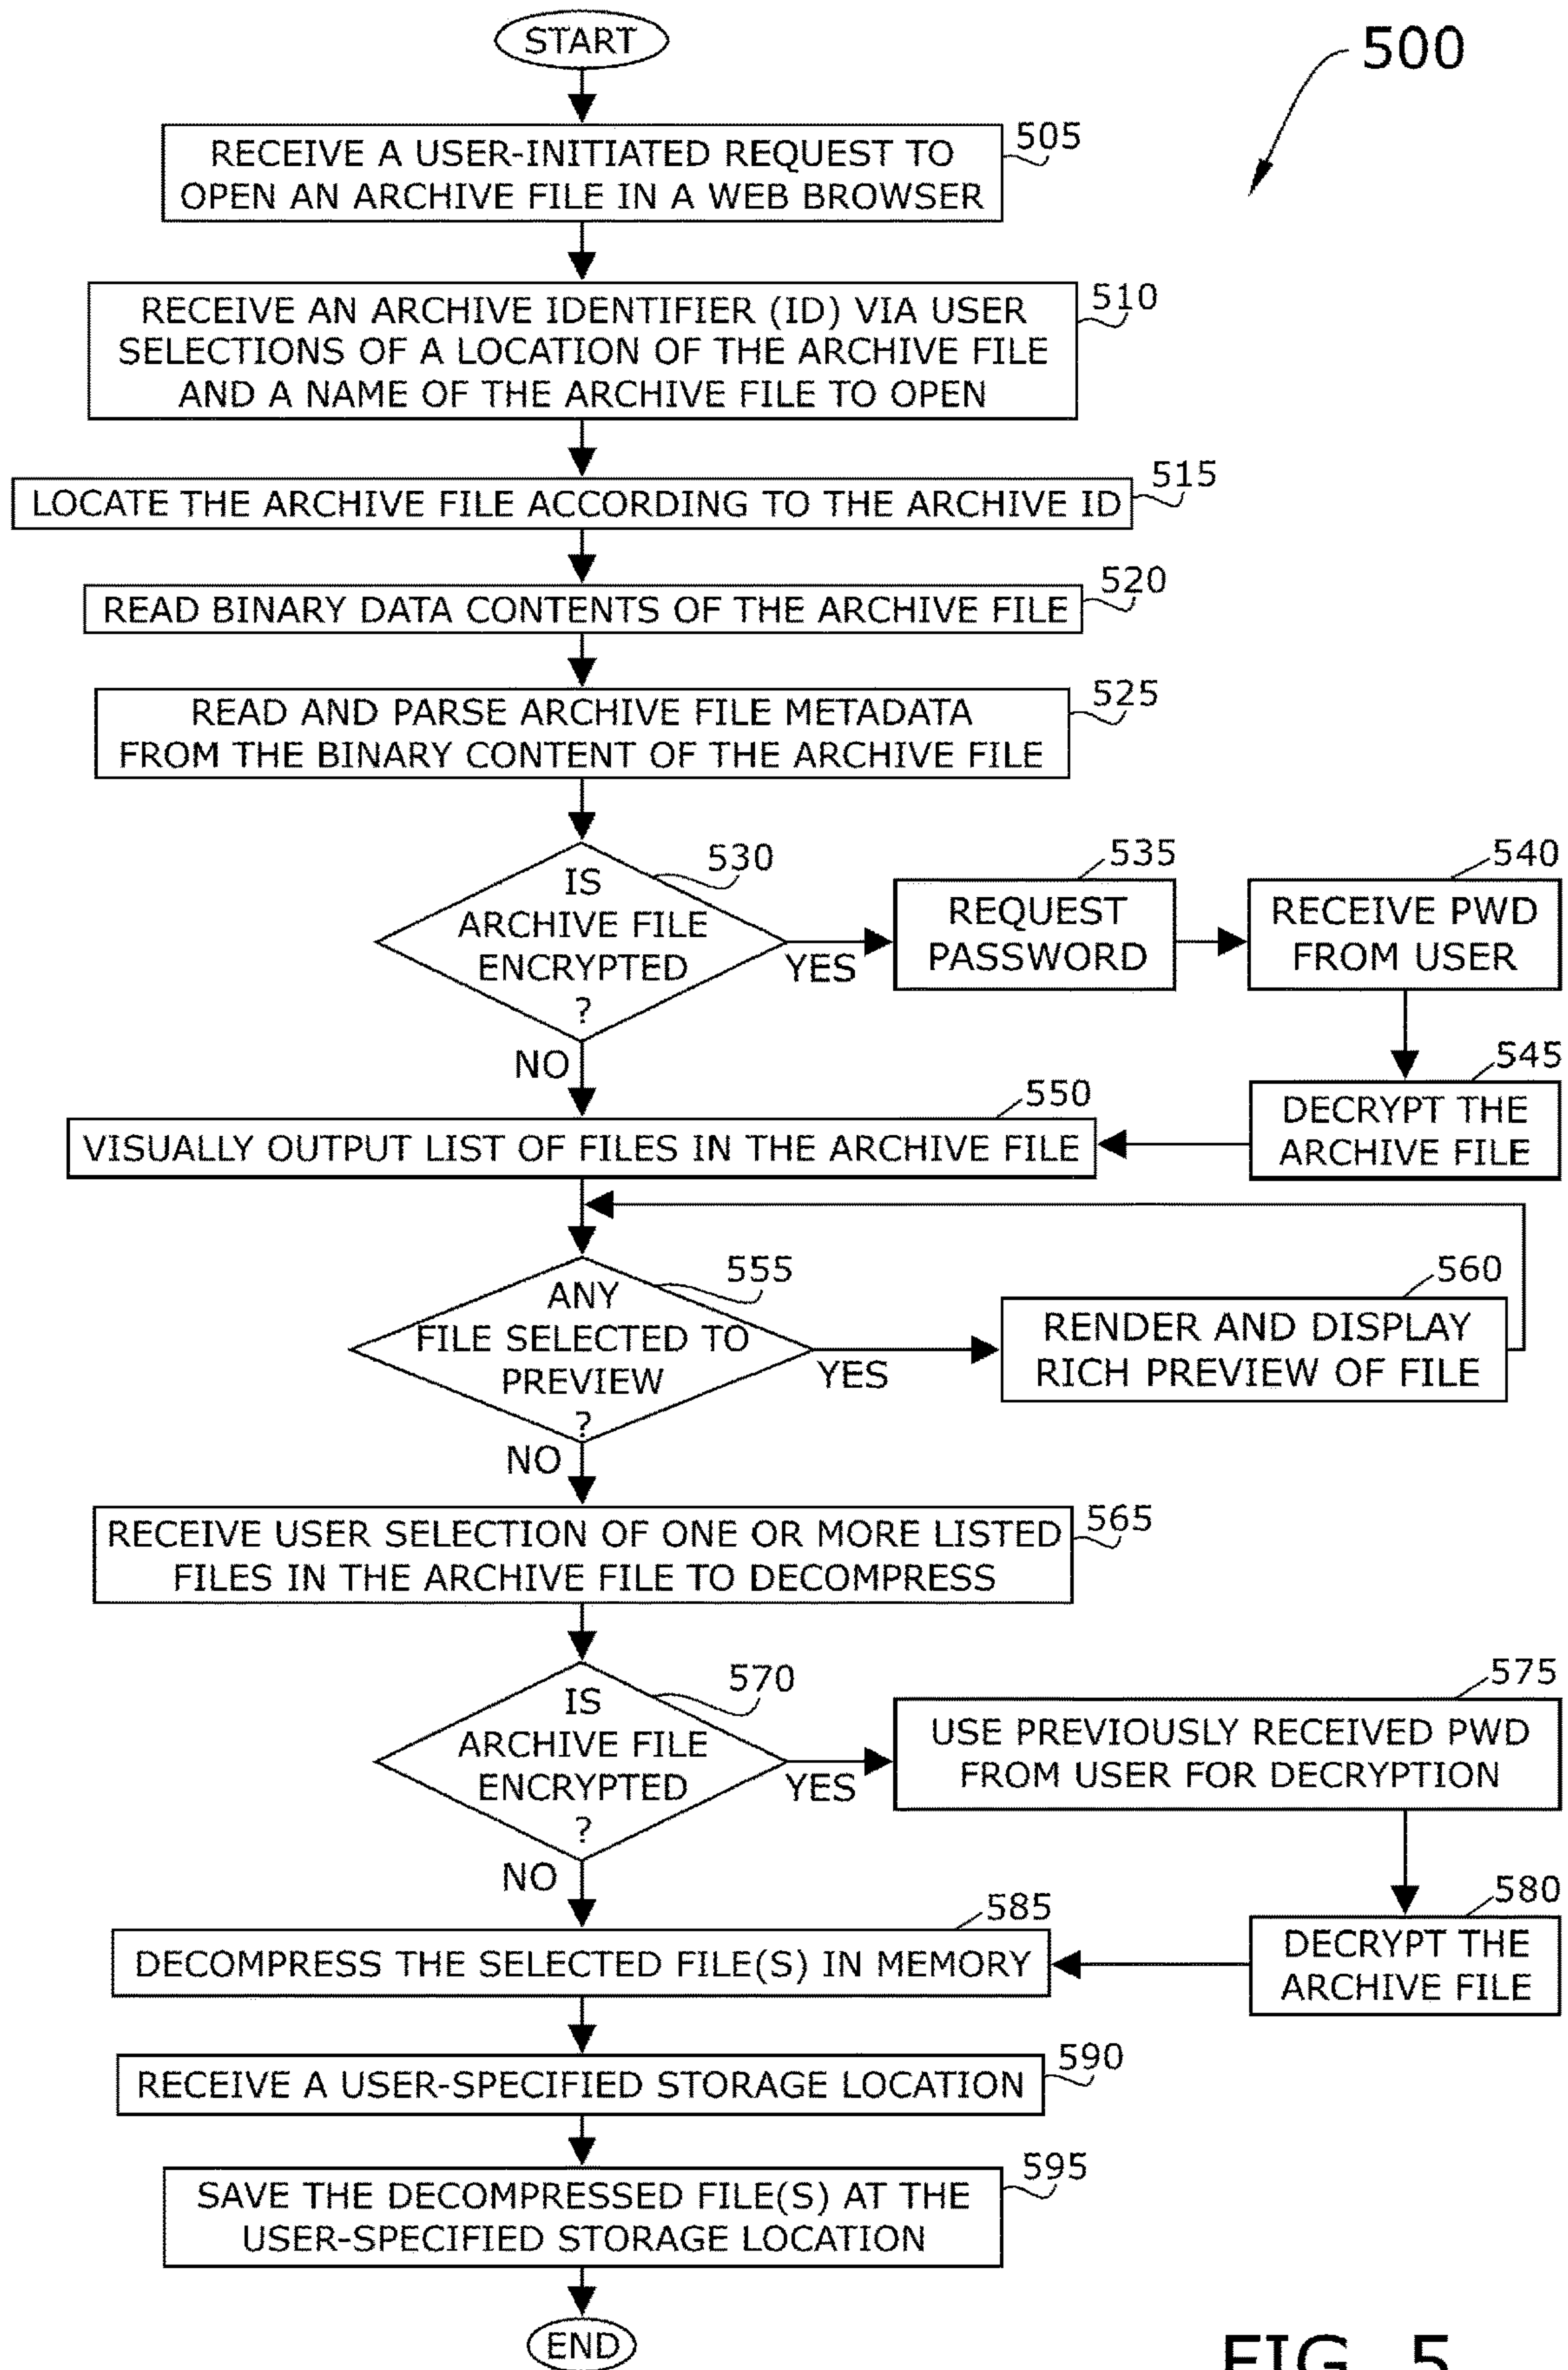 START
500
RECEIVE A USER-INITIATED REQUEST TO
OPEN AN ARCHIVE FILE IN A WEB BROWSER
505
RECEIVE AN ARCHIVE IDENTIFIER (ID) VIA USER
SELECTIONS OF A LOCATION OF THE ARCHIVE FILE
AND A NAME OF THE ARCHIVE FILE TO OPEN
510
LOCATE THE ARCHIVE FILE ACCORDING TO THE ARCHIVE ID
515
READ BINARY DATA CONTENTS OF THE ARCHIVE FILE
520
READ AND PARSE ARCHIVE FILE METADATA
FROM THE BINARY CONTENT OF THE ARCHIVE FILE
525
IS
ARCHIVE FILE
ENCRYPTED
?
530
YES
REQUEST
PASSWORD
535
RECEIVE PWD
FROM USER
540
NO
DECRYPT THE
ARCHIVE FILE
545
VISUALLY OUTPUT LIST OF FILES IN THE ARCHIVE FILE
550
ANY
FILE SELECTED TO
PREVIEW
?
555
YES
RENDER AND DISPLAY
RICH PREVIEW OF FILE
560
NO
RECEIVE USER SELECTION OF ONE OR MORE LISTED
FILES IN THE ARCHIVE FILE TO DECOMPRESS
565
IS
ARCHIVE FILE
ENCRYPTED
?
570
YES
USE PREVIOUSLY RECEIVED PWD
FROM USER FOR DECRYPTION
575
NO
DECRYPT THE
ARCHIVE FILE
580
DECOMPRESS THE SELECTED FILE(S) IN MEMORY
585
RECEIVE A USER-SPECIFIED STORAGE LOCATION
590
SAVE THE DECOMPRESSED FILE(S) AT THE
USER-SPECIFIED STORAGE LOCATION
595
END
FIG. 5